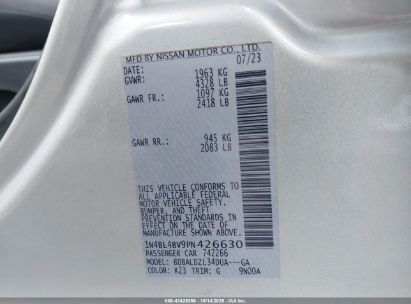 MFD BY NISSAN MOTOR CO., LTD.
DATE: 07/23
GVWR: 1963 KG
4328 LB
GAWR FR.: 1097 KG
2418 LB
GAWR RR.: 945 KG
2083 LB
THIS VEHICLE CONFORMS TO
ALL APPLICABLE FEDERAL
MOTOR VEHICLE SAFETY,
BUMPER, AND THEFT
PREVENTION STANDARDS
IN EFFECT ON THE DATE OF
MANUFACTURE SHOWN ABOVE.
1N4BL4BV9PN426630
PASSENGER CAR 742266
MODEL: BDBALDZL34DUA---GA
COLOR: K23 TRIM: G 9N00A